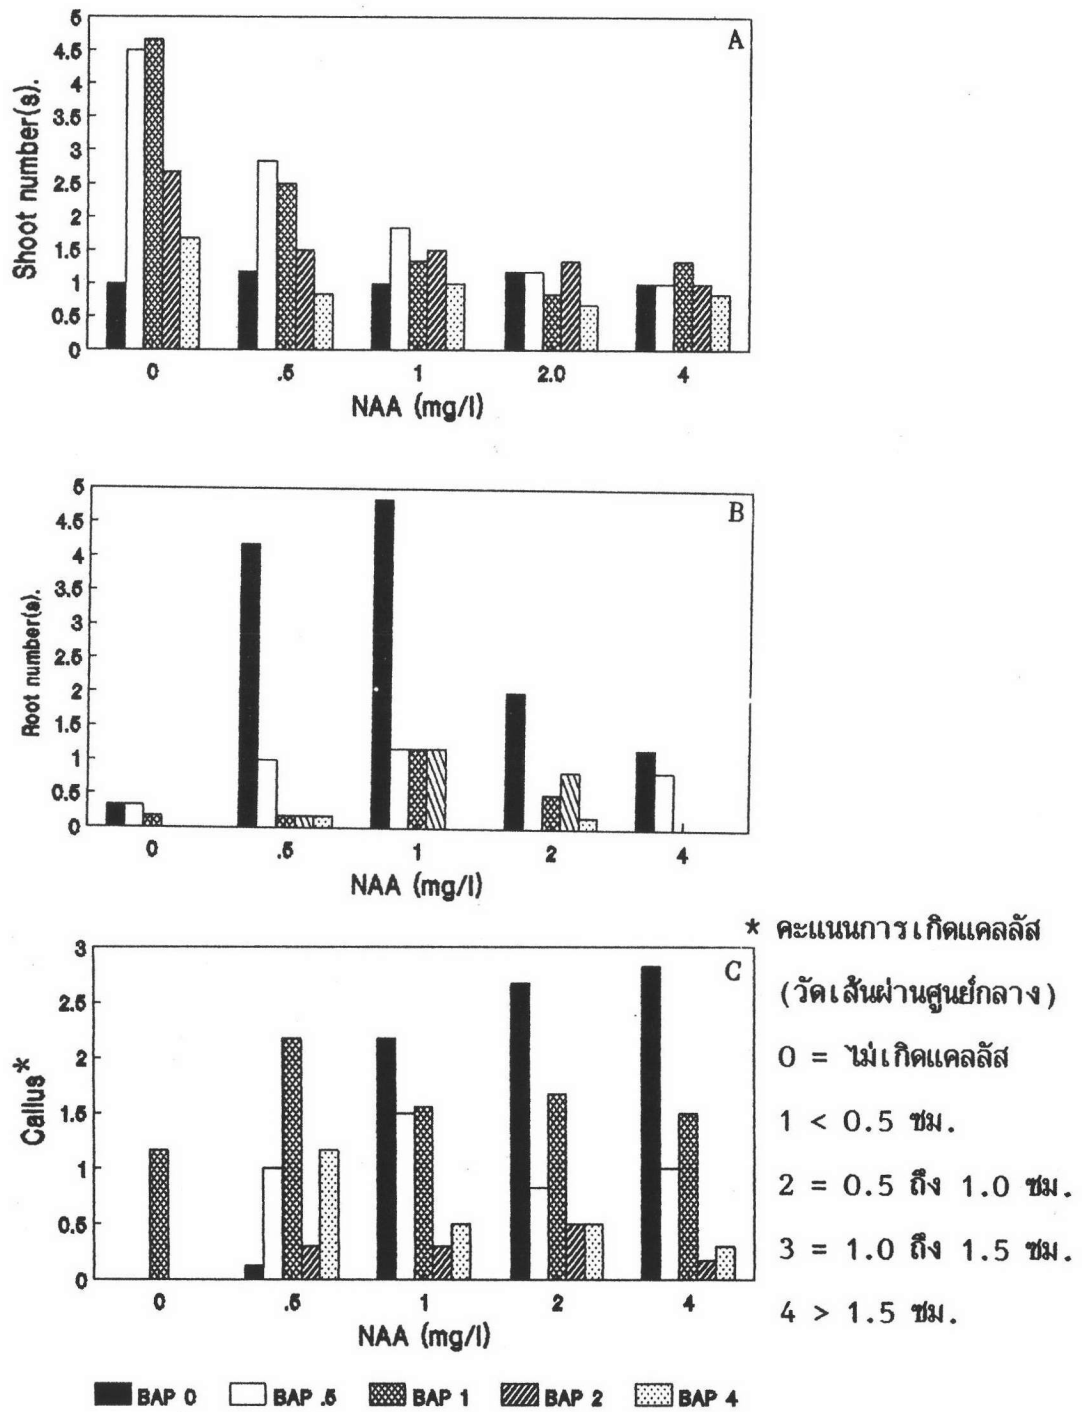 A
Shoot number(s).
5
4.5
4
3.5
3
2.5
2
1.5
1
0.5
0
0 .5 1 2.0 4
NAA (mg/l)
B
Root number(s).
5
4.5
4
3.5
3
2.5
2
1.5
1
0.5
0
0 .5 1 2 4
NAA (mg/l)
C
Callus*
3
2.5
2
1.5
1
0.5
0
0 .5 1 2 4
NAA (mg/l)
* คะแนนการเกิดแคลลัส
(วัดเส้นผ่านศูนย์กลาง)
0 = ไม่เกิดแคลลัส
1 < 0.5 ซม.
2 = 0.5 ถึง 1.0 ซม.
3 = 1.0 ถึง 1.5 ซม.
4 > 1.5 ซม.
BAP 0 BAP .5 BAP 1 BAP 2 BAP 4